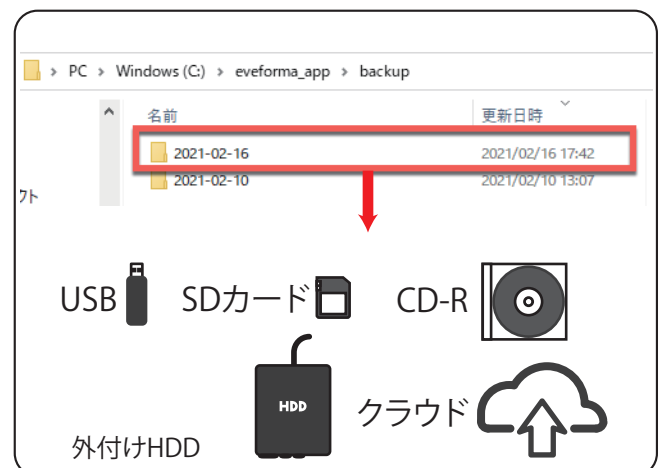 PC > Windows (C:) > eveforma_app > backup
名前 更新日時
2021-02-16 2021/02/16 17:42
2021-02-10 2021/02/10 13:07
クト
USB SDカード CD-R
HDD
クラウド
外付けHDD